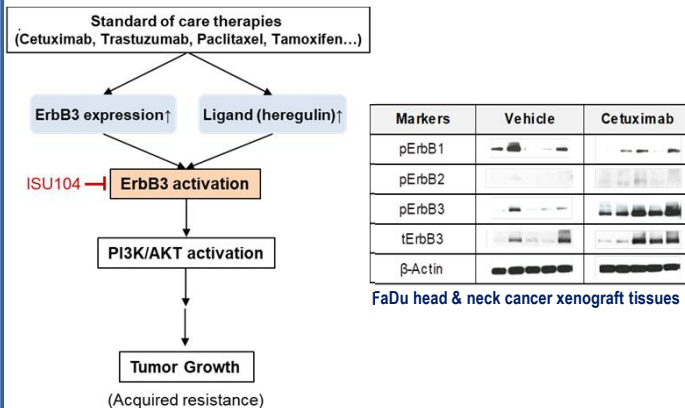 Standard of care therapies
(Cetuximab, Trastuzumab, Paclitaxel, Tamoxifen…)
ErbB3 expression↑
Ligand (heregulin)↑
ISU104
ErbB3 activation
PI3K/AKT activation
Tumor Growth
(Acquired resistance)
Markers Vehicle Cetuximab
pErbB1
pErbB2
pErbB3
tErbB3
β-Actin
FaDu head & neck cancer xenograft tissues